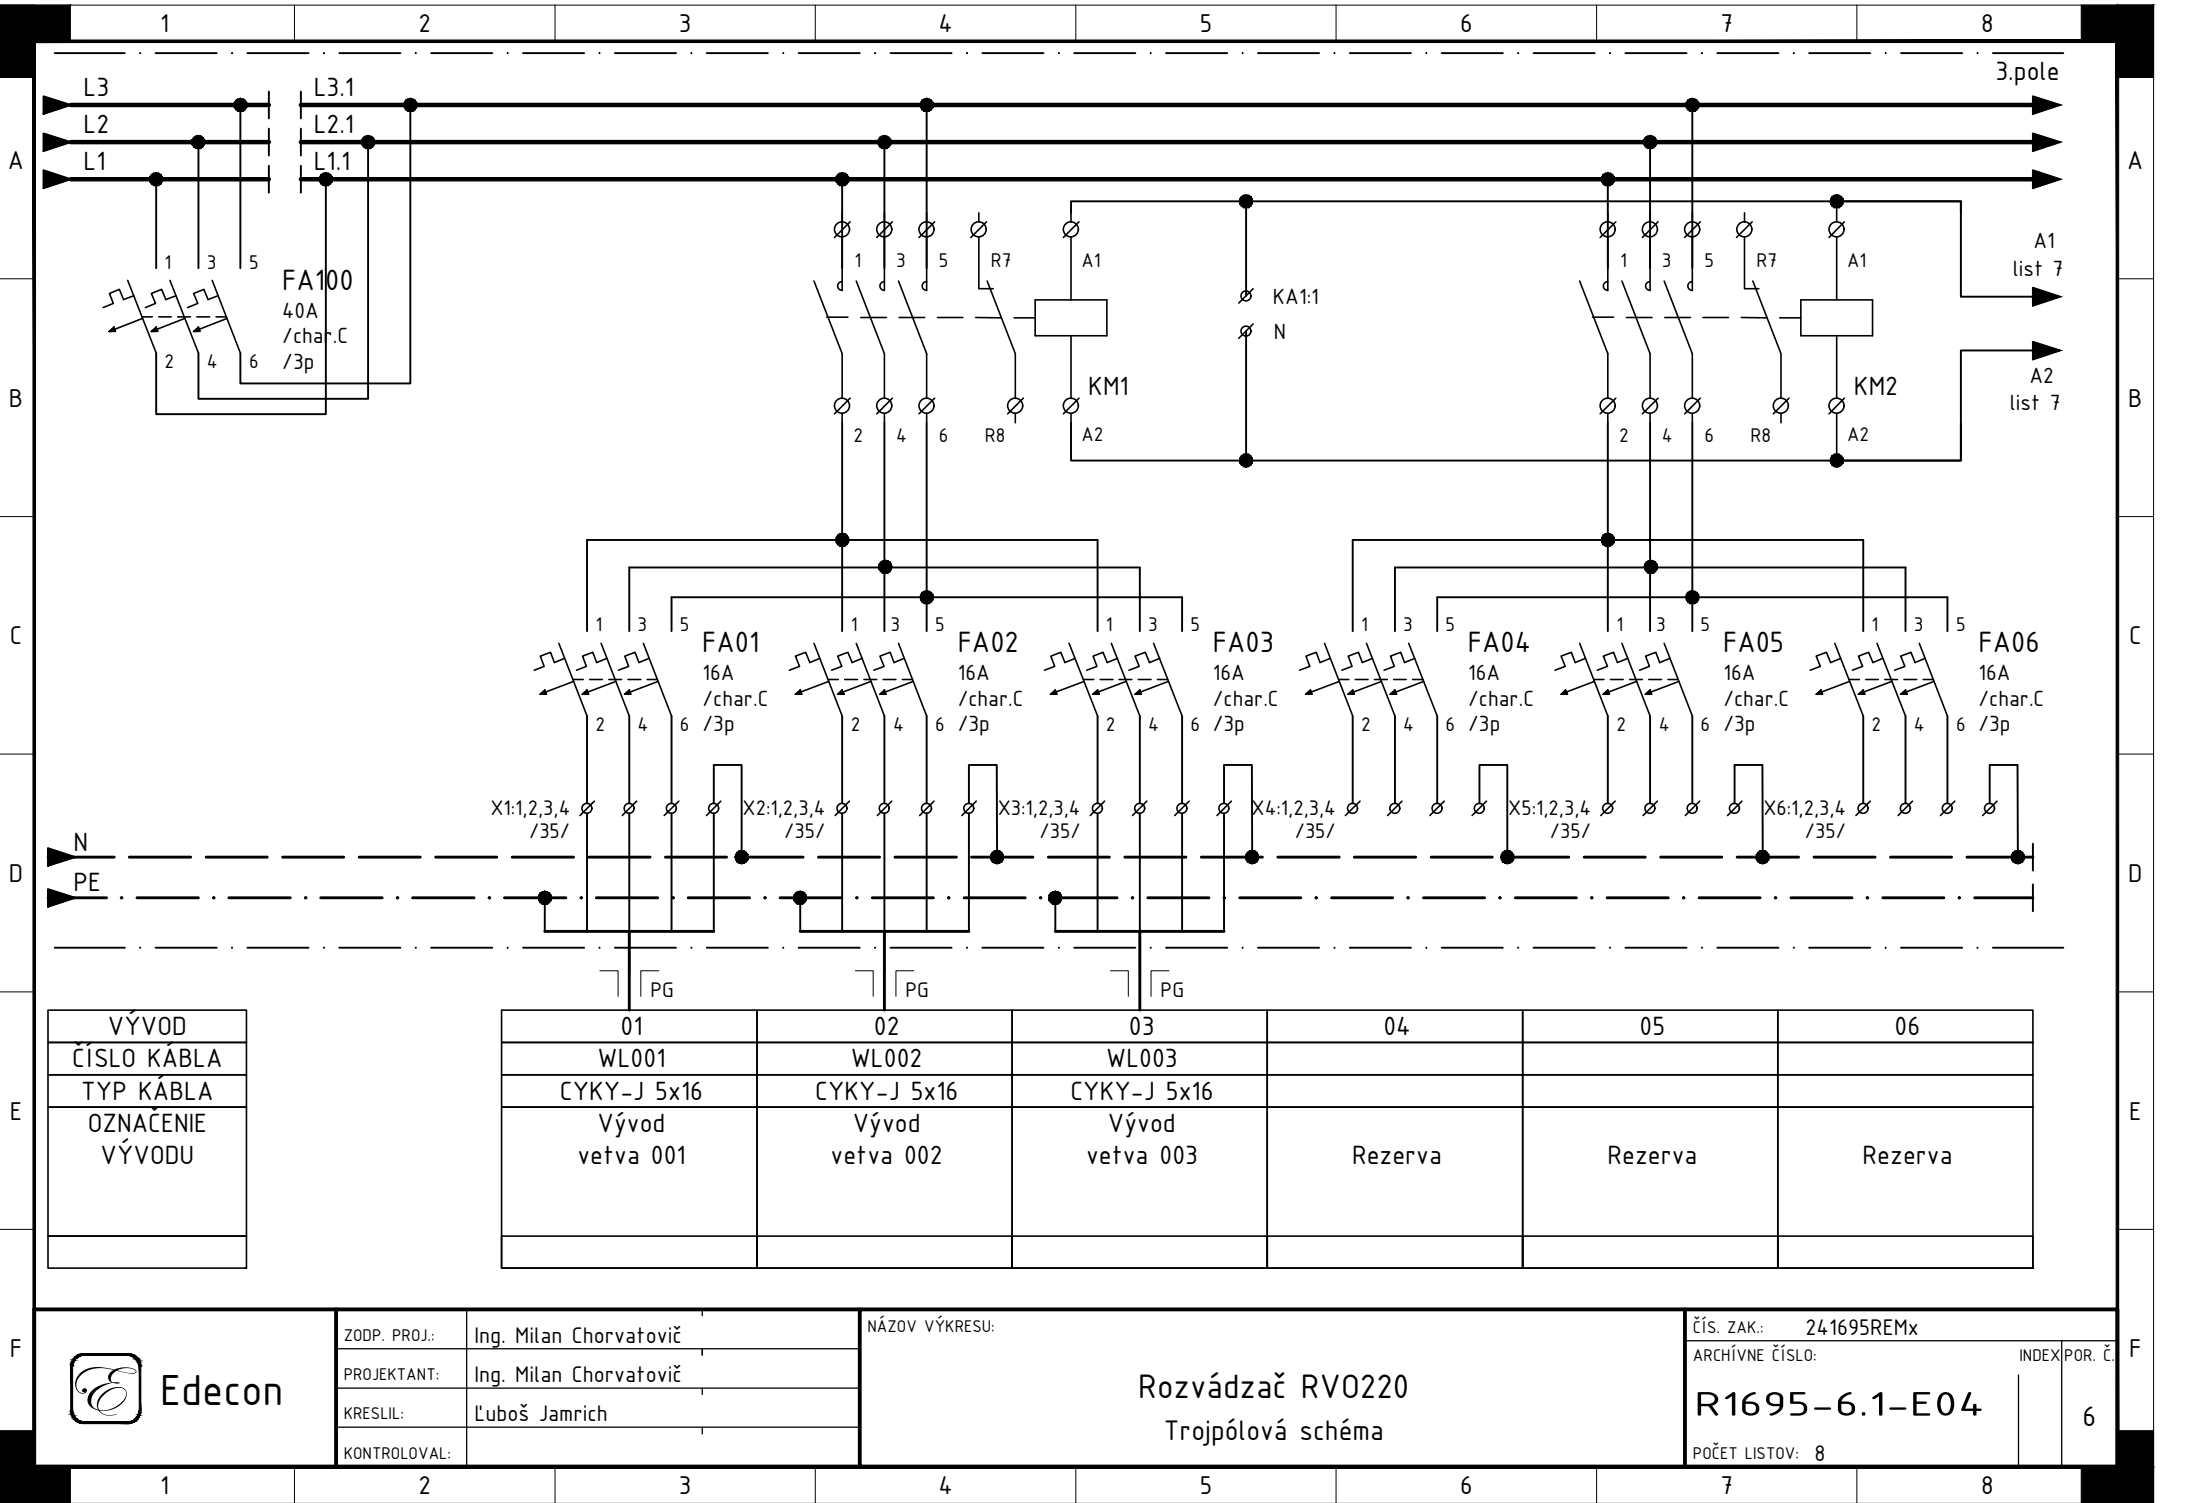 1 2 3 4 5 6 7 8
3.pole
L3 L3.1
L2 L2.1
L1 L1.1
A A
A1
list 7
1 3 5
FA100
40A
/char.C
/3p
2 4 6
1 3 5 R7 A1
KM1
2 4 6 R8 A2
KA1:1
N
1 3 5 R7 A1
KM2
2 4 6 R8 A2
A2
list 7
B B
C C
1 3 5
FA01
16A
/char.C
/3p
2 4 6
1 3 5
FA02
16A
/char.C
/3p
2 4 6
1 3 5
FA03
16A
/char.C
/3p
2 4 6
1 3 5
FA04
16A
/char.C
/3p
2 4 6
1 3 5
FA05
16A
/char.C
/3p
2 4 6
1 3 5
FA06
16A
/char.C
/3p
2 4 6
X1:1,2,3,4
/35/
X2:1,2,3,4
/35/
X3:1,2,3,4
/35/
X4:1,2,3,4
/35/
X5:1,2,3,4
/35/
X6:1,2,3,4
/35/
N
D D
PE
PG PG PG
VÝVOD 01 02 03 04 05 06
ČÍSLO KÁBLA WL001 WL002 WL003
TYP KÁBLA CYKY-J 5x16 CYKY-J 5x16 CYKY-J 5x16
E E
OZNAČENIE Vývod Vývod Vývod
VÝVODU vetva 001 vetva 002 vetva 003 Rezerva Rezerva Rezerva
F F
Edecon
ZODP. PROJ.: Ing. Milan Chorvatovič
PROJEKTANT: Ing. Milan Chorvatovič
KRESLIL: Ľuboš Jamrich
KONTROLOVAL:
NÁZOV VÝKRESU:
Rozvádzač RVO220
Trojpólová schéma
ČÍS. ZAK.: 241695REMx
ARCHÍVNE ČÍSLO: INDEX POR. Č.
R1695-6.1-E04
6
POČET LISTOV: 8
1 2 3 4 5 6 7 8